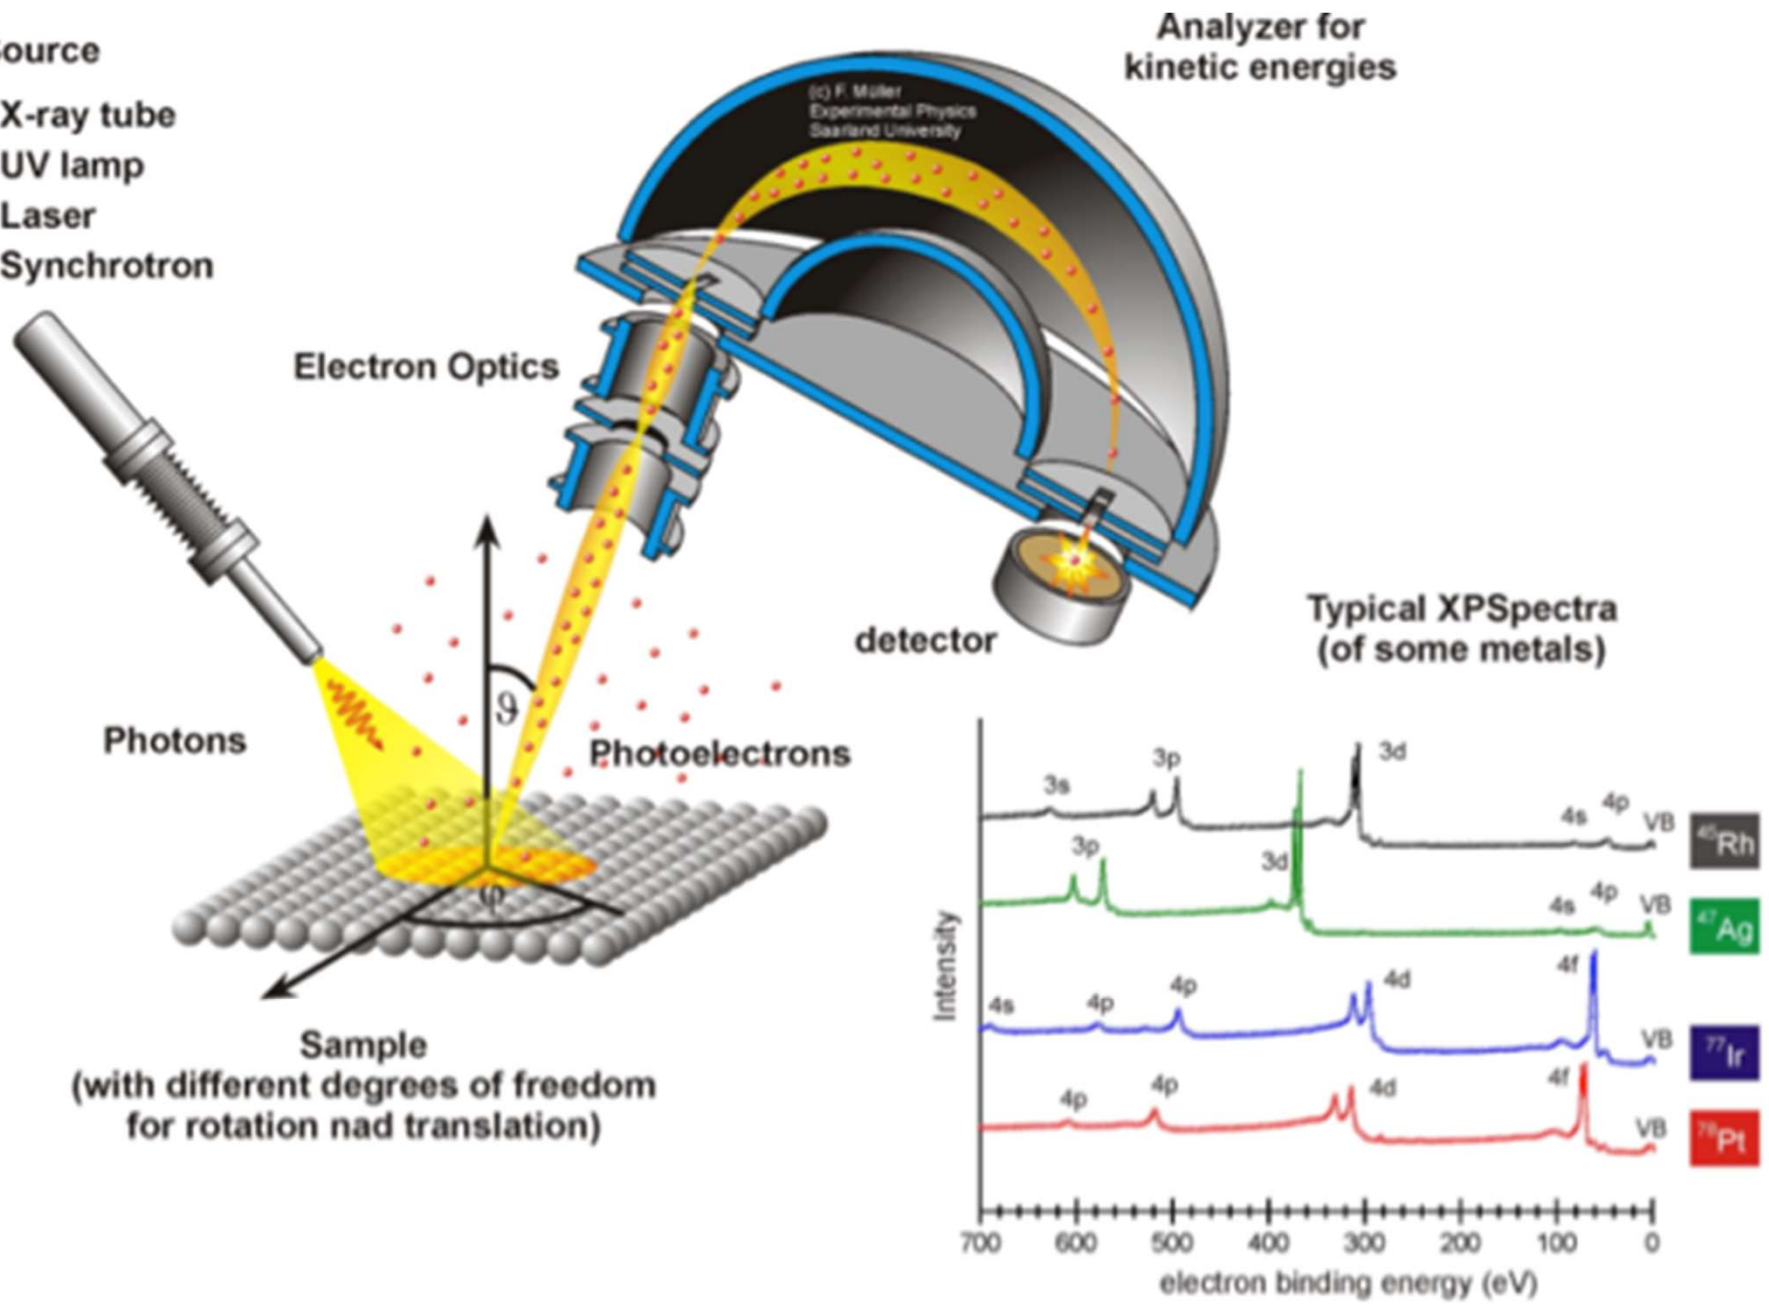 ource
X-ray tube
UV lamp
Laser
Synchrotron
Analyzer for
kinetic energies
(c) F. Müller
Experimental Physics
Saarland University
Electron Optics
detector
Photons
ϑ
Photoelectrons
φ
Sample
(with different degrees of freedom
for rotation nad translation)
Typical XPSpectra
(of some metals)
3s 3p 3d 4s 4p VB
45Rh
3p 3d 4s 4p VB
47Ag
4s 4p 4p 4d 4f VB
77Ir
4p 4p 4d 4f VB
78Pt
Intensity
700 600 500 400 300 200 100 0
electron binding energy (eV)